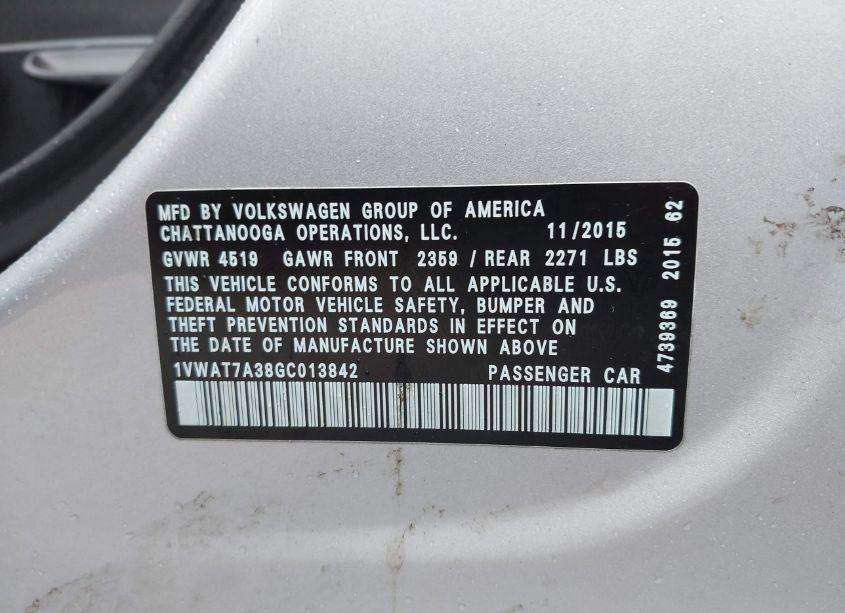 MFD BY VOLKSWAGEN GROUP OF AMERICA
CHATTANOOGA OPERATIONS, LLC. 11/2015
GVWR 4519 GAWR FRONT 2359 / REAR 2271 LBS
THIS VEHICLE CONFORMS TO ALL APPLICABLE U.S.
FEDERAL MOTOR VEHICLE SAFETY, BUMPER AND
THEFT PREVENTION STANDARDS IN EFFECT ON
THE DATE OF MANUFACTURE SHOWN ABOVE
1VWAT7A38GC013842 PASSENGER CAR
4739369 2015 62